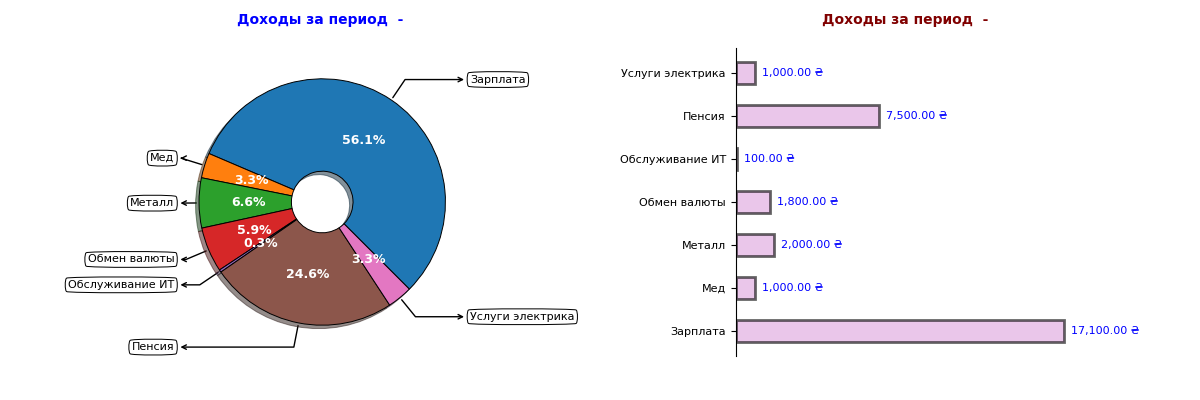 Доходы за период  -
Зарплата
56.1%
Мед
3.3%
Металл
6.6%
5.9%
0.3%
Обмен валюты
3.3%
24.6%
Обслуживание ИТ
Услуги электрика
Пенсия
Доходы за период  -
Услуги электрика 1,000.00 ₴
Пенсия 7,500.00 ₴
Обслуживание ИТ 100.00 ₴
Обмен валюты 1,800.00 ₴
Металл 2,000.00 ₴
Мед 1,000.00 ₴
Зарплата 17,100.00 ₴